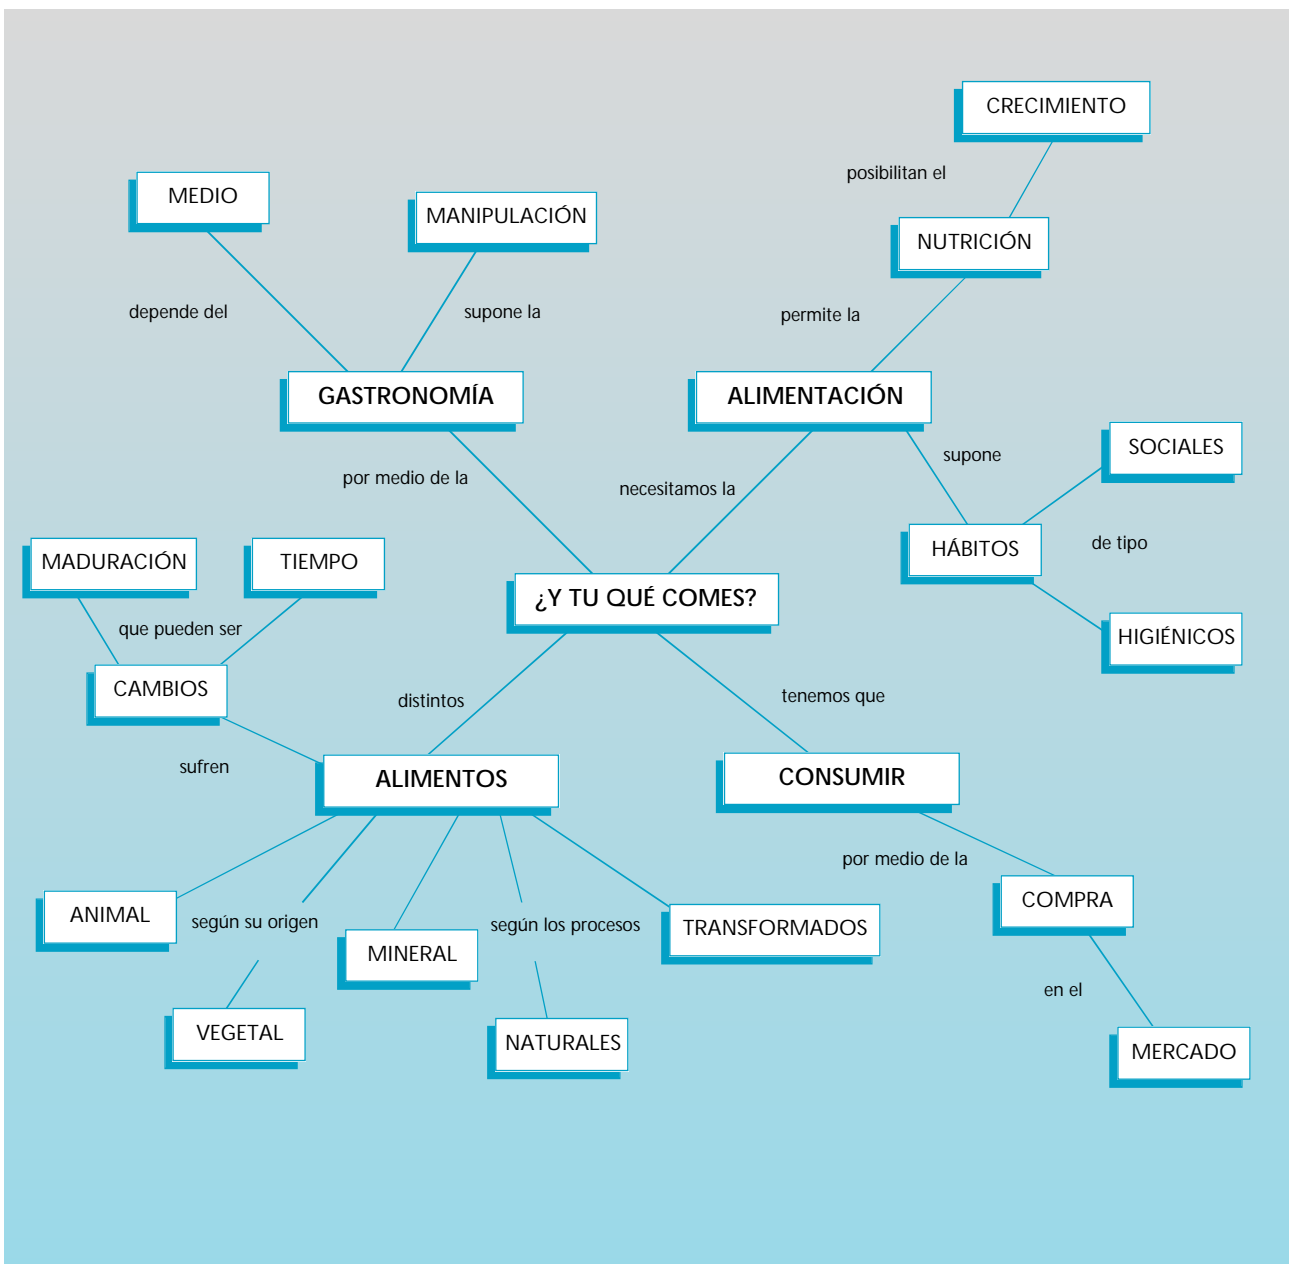 CRECIMIENTO
posibilitan el
MEDIO
MANIPULACIÓN
NUTRICIÓN
depende del
supone la
permite la
GASTRONOMÍA
ALIMENTACIÓN
SOCIALES
supone
por medio de la
necesitamos la
HÁBITOS
de tipo
MADURACIÓN
TIEMPO
¿Y TU QUÉ COMES?
que pueden ser
HIGIÉNICOS
CAMBIOS
distintos
tenemos que
sufren
ALIMENTOS
CONSUMIR
por medio de la
ANIMAL
según su origen
MINERAL
según los procesos
TRANSFORMADOS
COMPRA
en el
VEGETAL
NATURALES
MERCADO